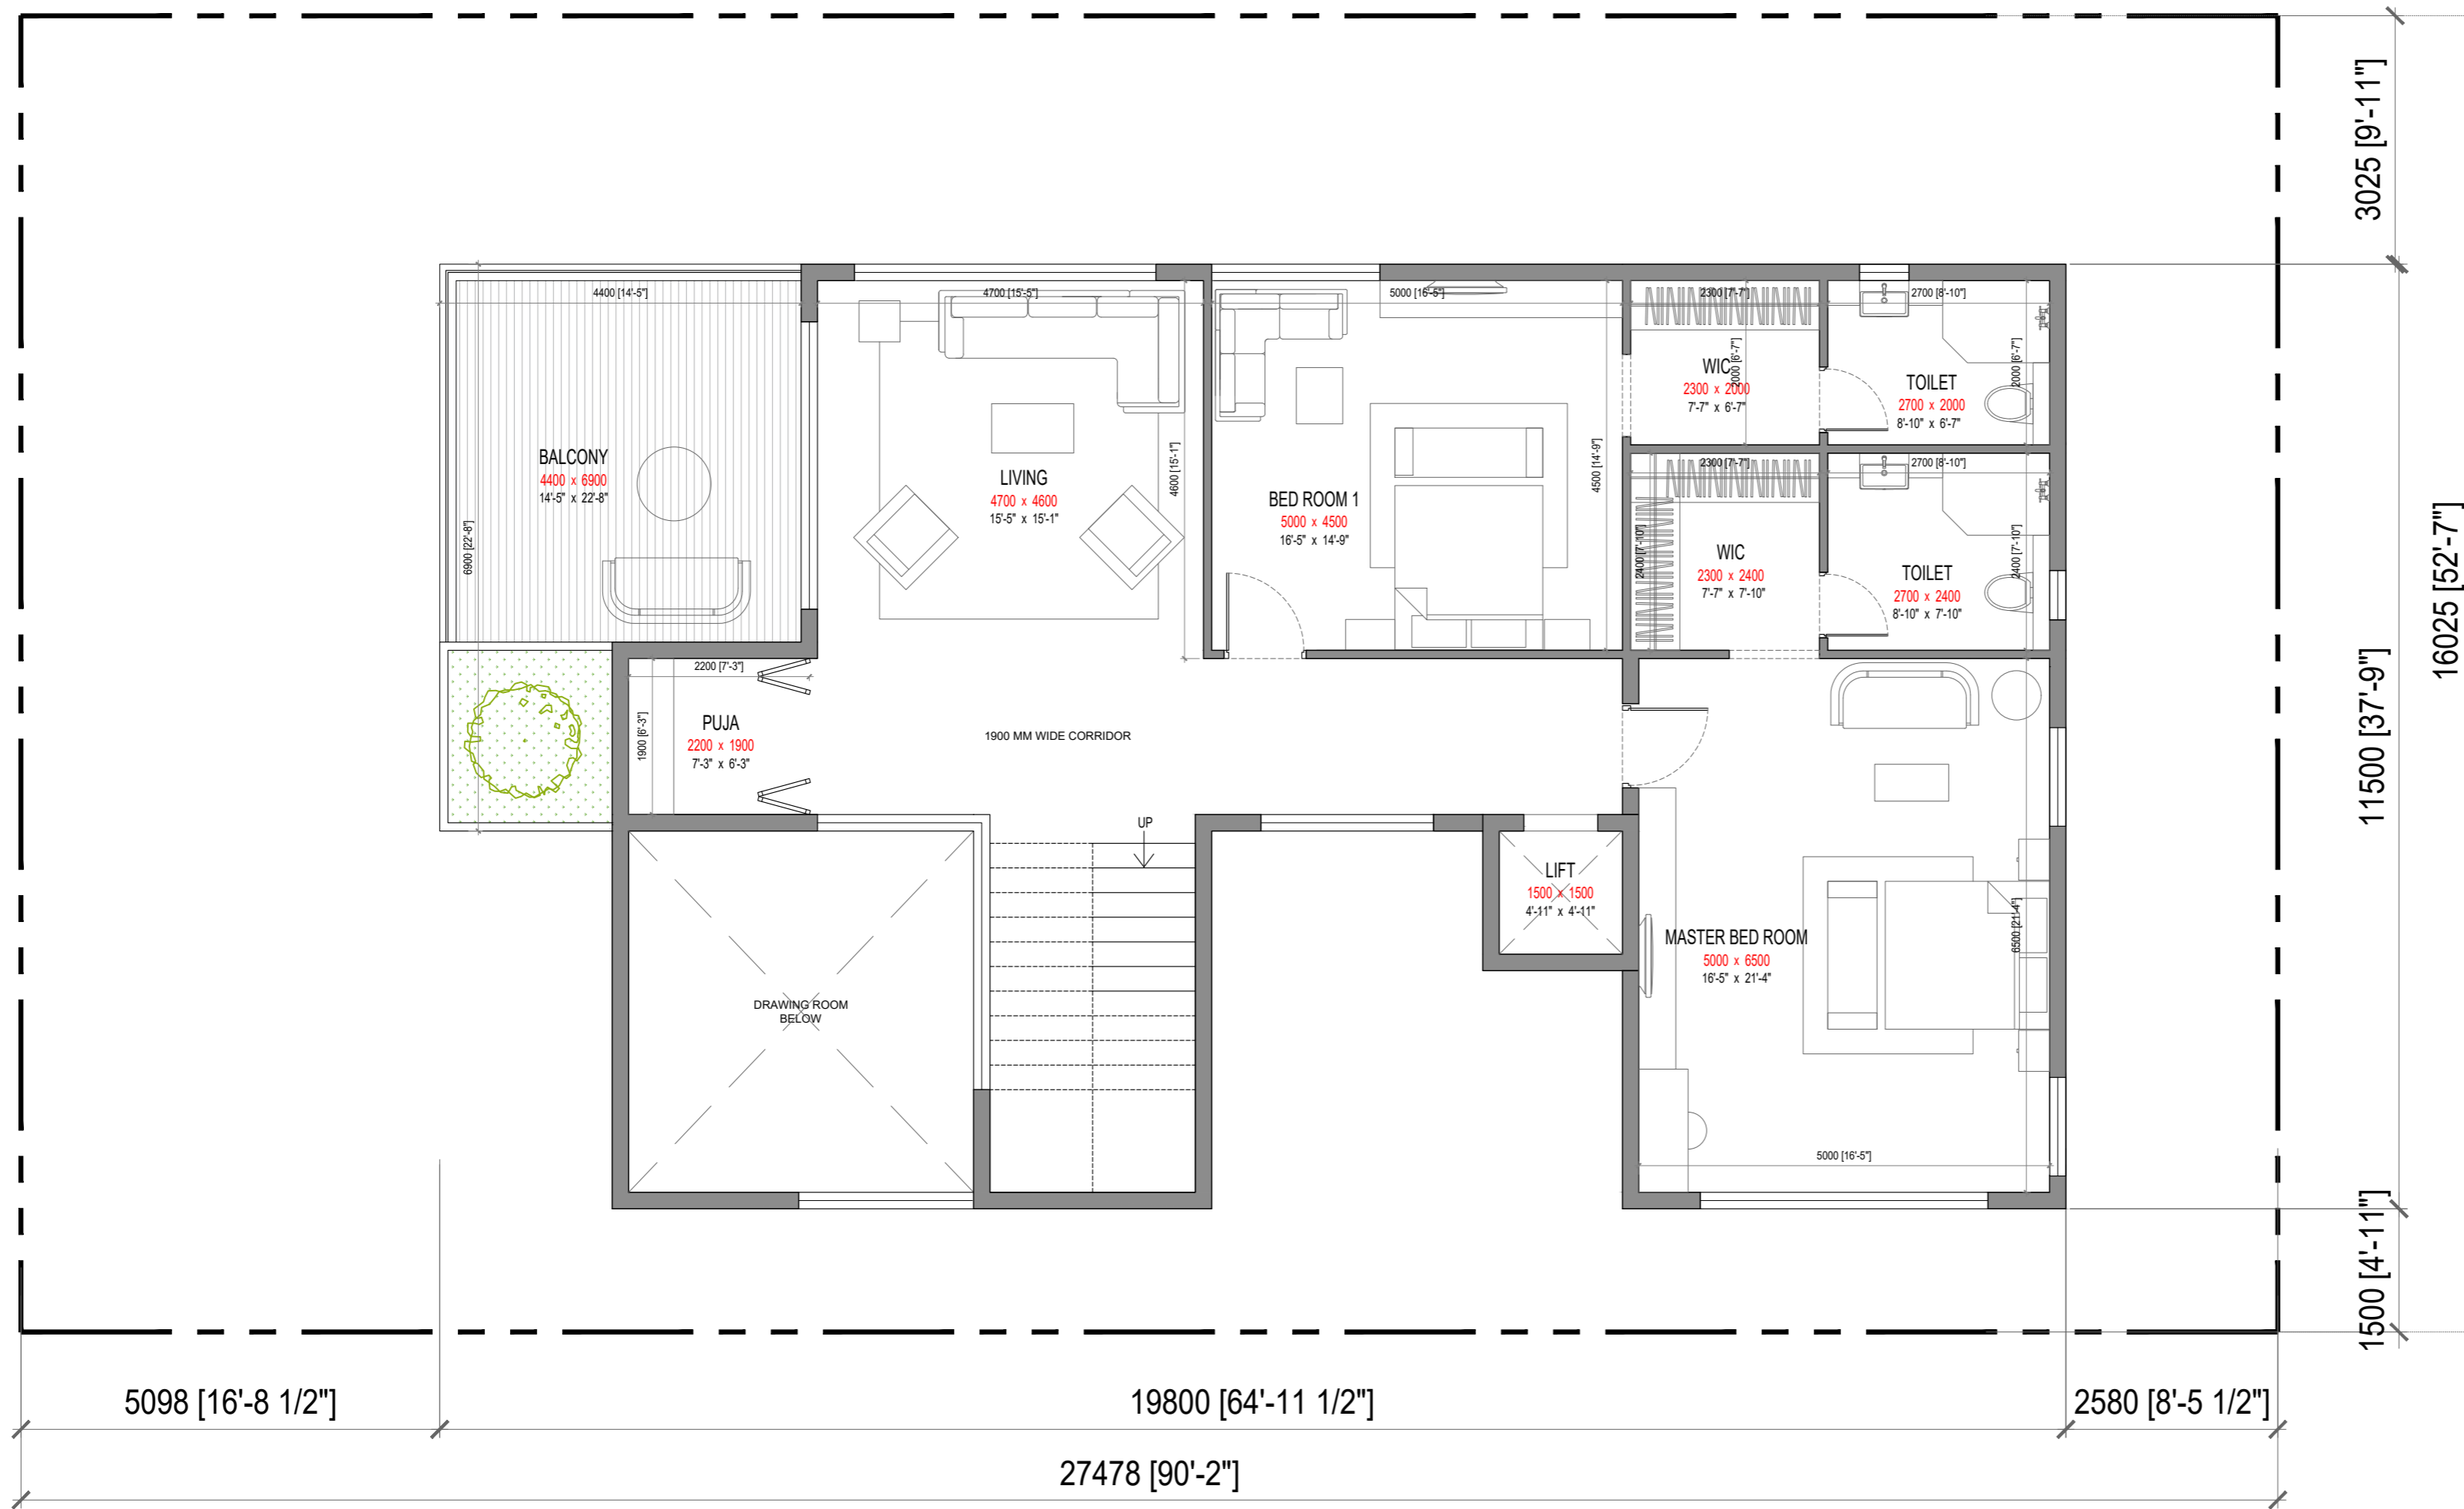 3025 [9'-11"]
4400 [14'-5"]
4700 [15'-5"]
5000 [16'-5"]
2300 [7'-7"]
2700 [8'-10"]
WIC
2300 x 2000
7'-7" x 6'-7"
2000 [6'-7"]
TOILET
2700 x 2000
8'-10" x 6'-7"
2000 [6'-7"]
BALCONY
4400 x 6900
14'-5" x 22'-8"
6900 [22'-8"]
LIVING
4700 x 4600
15'-5" x 15'-1"
4600 [15'-1"]
BED ROOM 1
5000 x 4500
16'-5" x 14'-9"
4500 [14'-9"]
2300 [7'-7"]
2700 [8'-10"]
WIC
2300 x 2400
7'-7" x 7'-10"
2400 [7'-10"]
TOILET
2700 x 2400
8'-10" x 7'-10"
2400 [7'-10"]
16025 [52'-7"]
11500 [37'-9"]
2200 [7'-3"]
PUJA
2200 x 1900
7'-3" x 6'-3"
1900 [6'-3"]
1900 MM WIDE CORRIDOR
UP
LIFT
1500 x 1500
4'-11" x 4'-11"
MASTER BED ROOM
5000 x 6500
16'-5" x 21'-4"
6500 [21'-4"]
DRAWING ROOM
BELOW
5000 [16'-5"]
1500 [4'-11"]
5098 [16'-8 1/2"]
19800 [64'-11 1/2"]
2580 [8'-5 1/2"]
27478 [90'-2"]